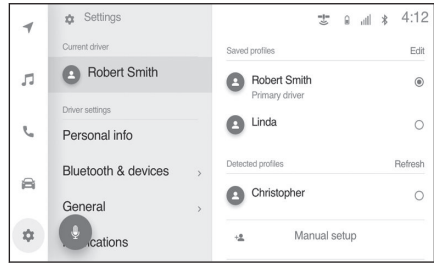 Settings
4:12
Current driver
Robert Smith
Driver settings
Personal info
Bluetooth & devices
General
Saved profiles
Edit
Robert Smith
Primary driver
Linda
Detected profiles
Refresh
Christopher
Manual setup